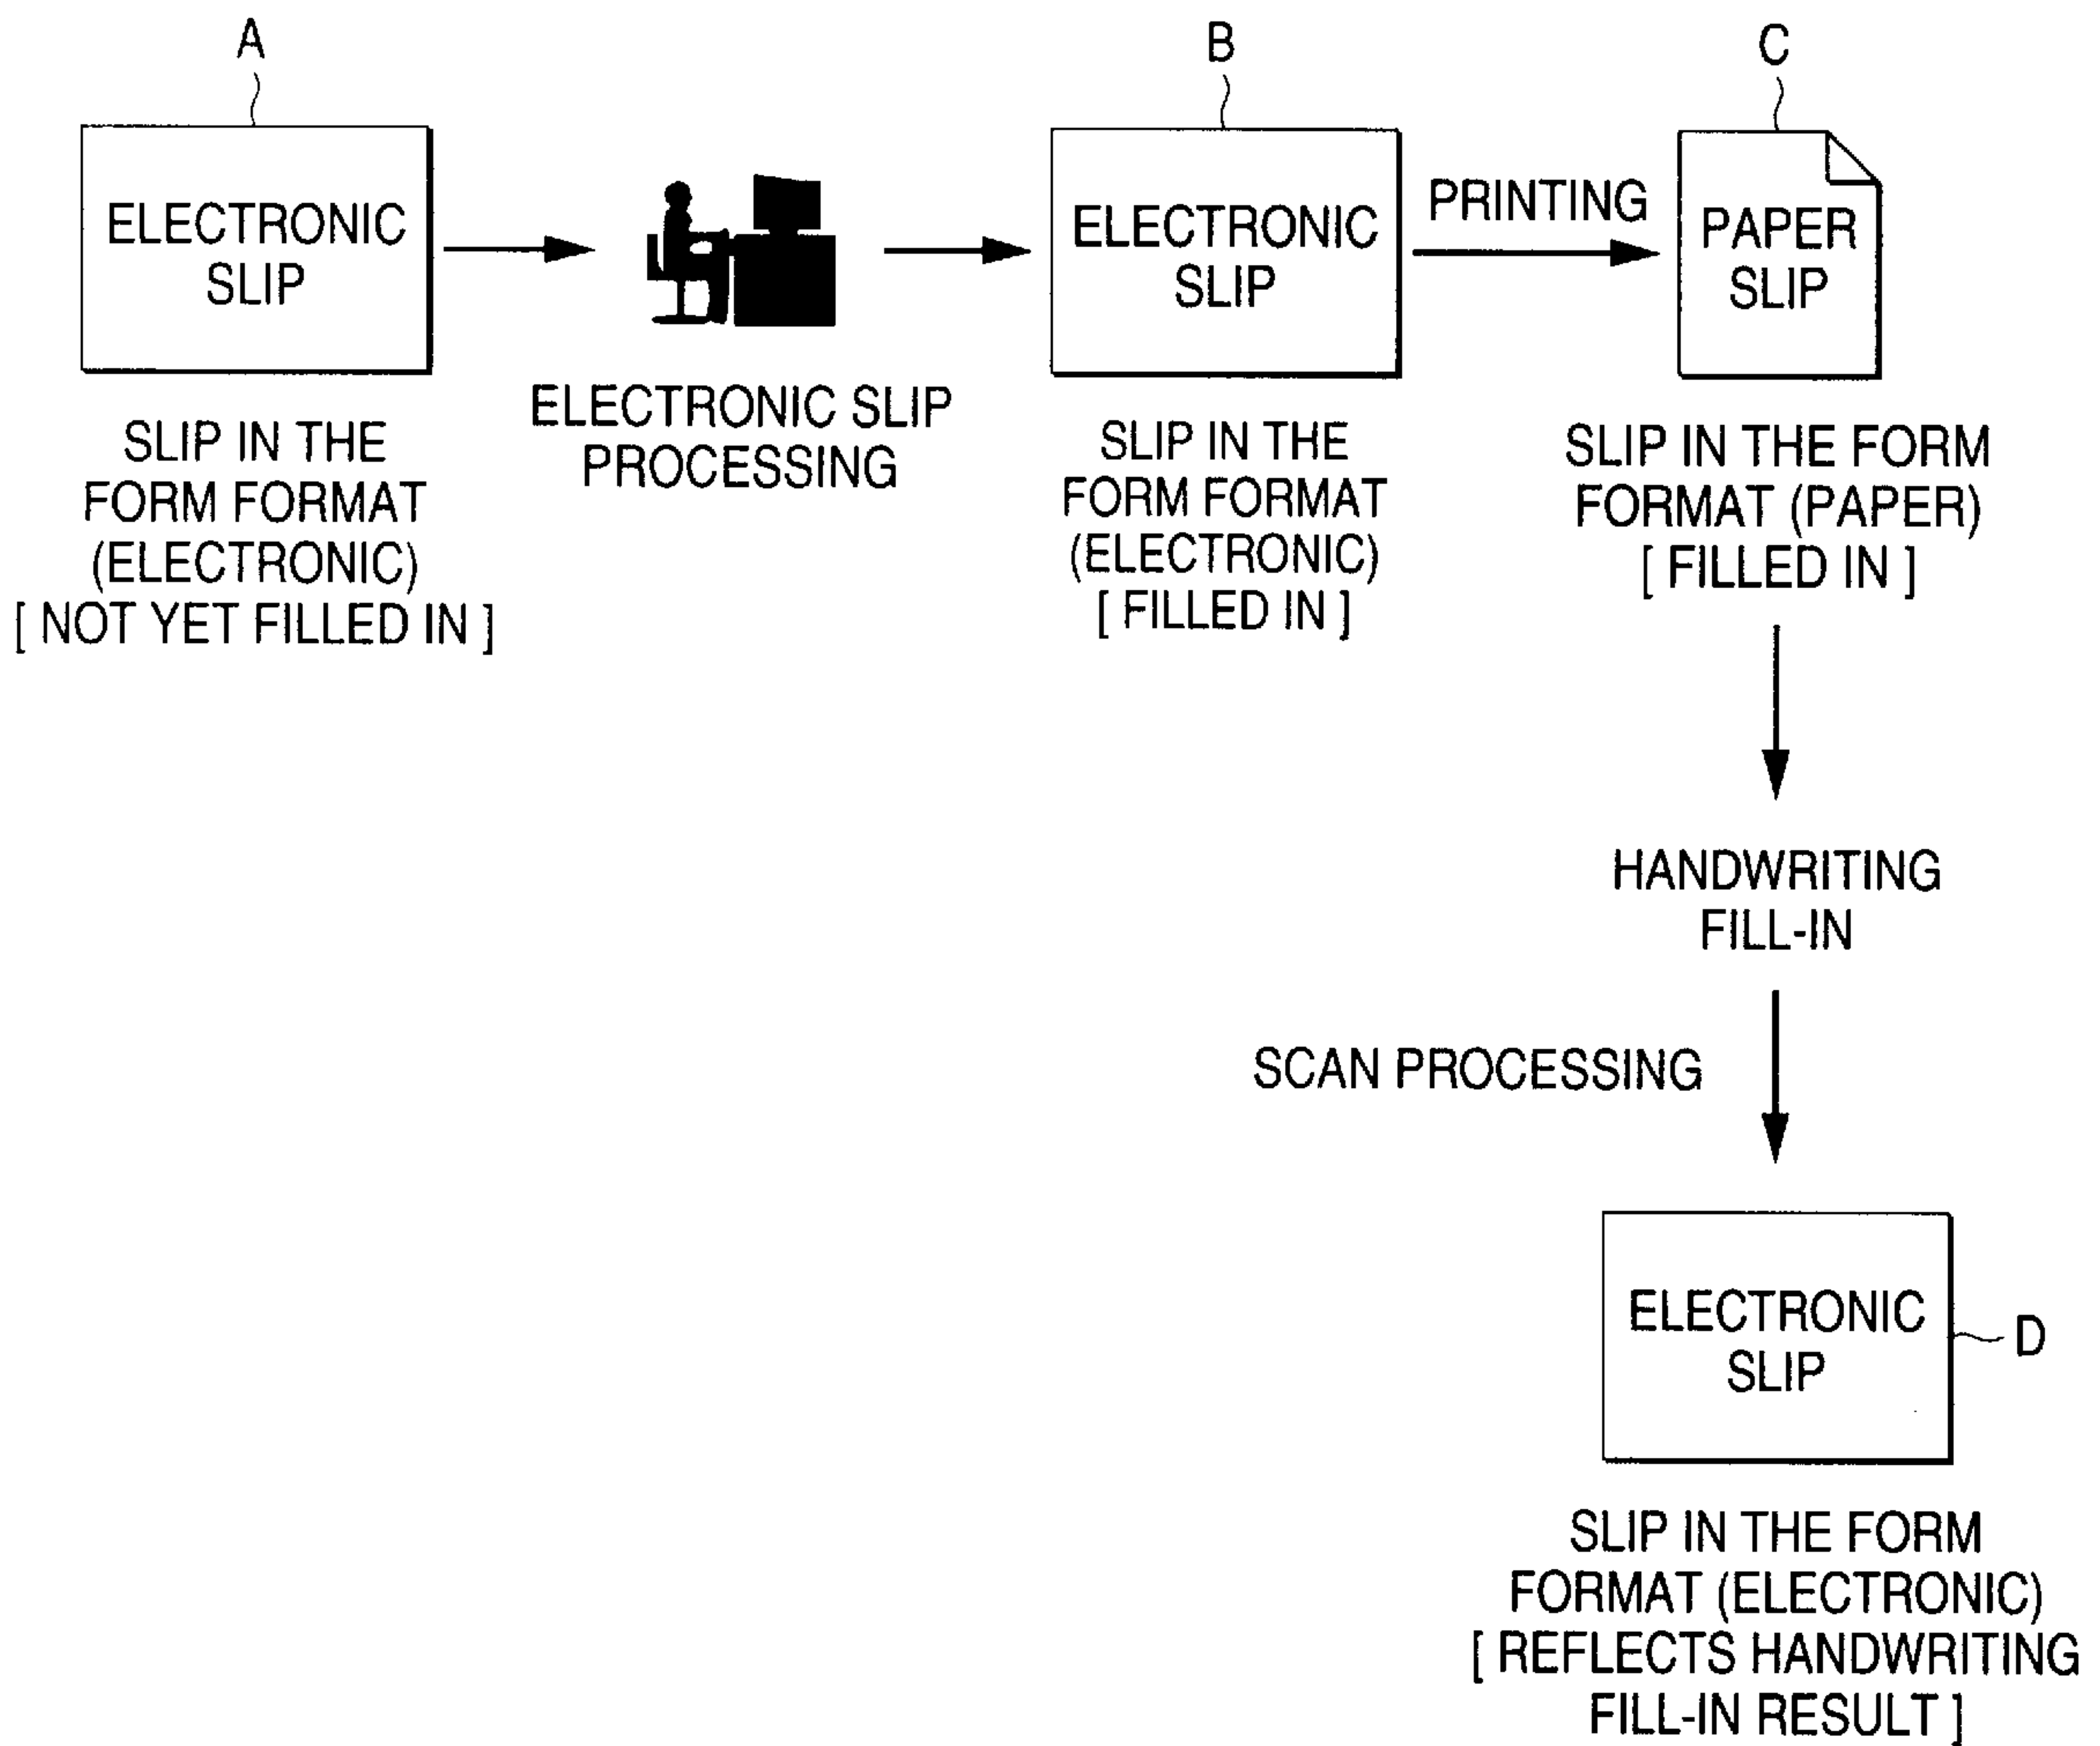 A
B
C
ELECTRONIC
SLIP
ELECTRONIC
SLIP
PRINTING
PAPER
SLIP
SLIP IN THE
FORM FORMAT
(ELECTRONIC)
[ NOT YET FILLED IN ]
ELECTRONIC SLIP
PROCESSING
SLIP IN THE
FORM FORMAT
(ELECTRONIC)
[ FILLED IN ]
SLIP IN THE FORM
FORMAT (PAPER)
[ FILLED IN ]
HANDWRITING
FILL-IN
SCAN PROCESSING
ELECTRONIC
SLIP
D
SLIP IN THE FORM
FORMAT (ELECTRONIC)
[ REFLECTS HANDWRITING
FILL-IN RESULT ]